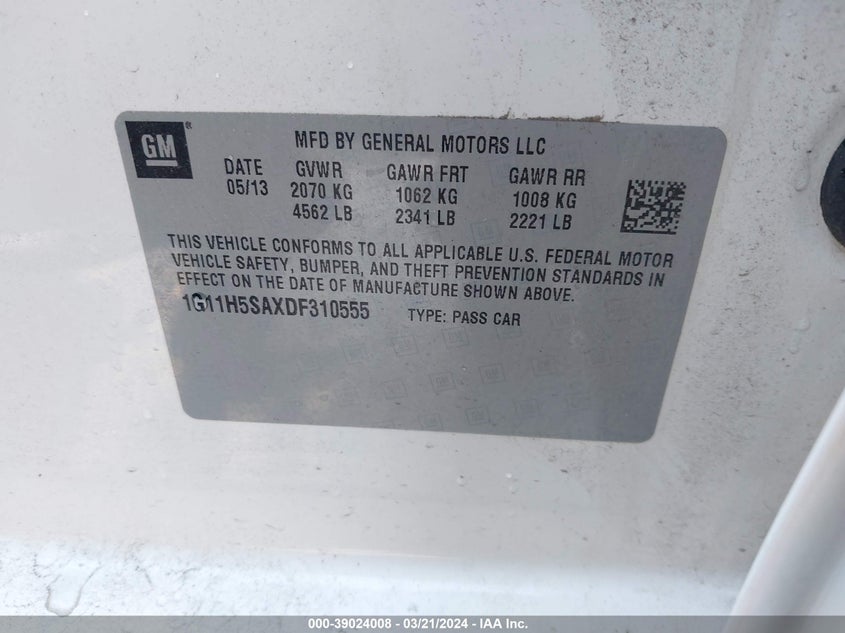 GM®
MFD BY GENERAL MOTORS LLC
DATE GVWR GAWR FRT GAWR RR
05/13 2070 KG 1062 KG 1008 KG
4562 LB 2341 LB 2221 LB
THIS VEHICLE CONFORMS TO ALL APPLICABLE U.S. FEDERAL MOTOR
VEHICLE SAFETY, BUMPER, AND THEFT PREVENTION STANDARDS IN
EFFECT ON THE DATE OF MANUFACTURE SHOWN ABOVE.
1G11H5SAXDF310555 TYPE: PASS CAR
000-39024008 - 03/21/2024 - IAA Inc.